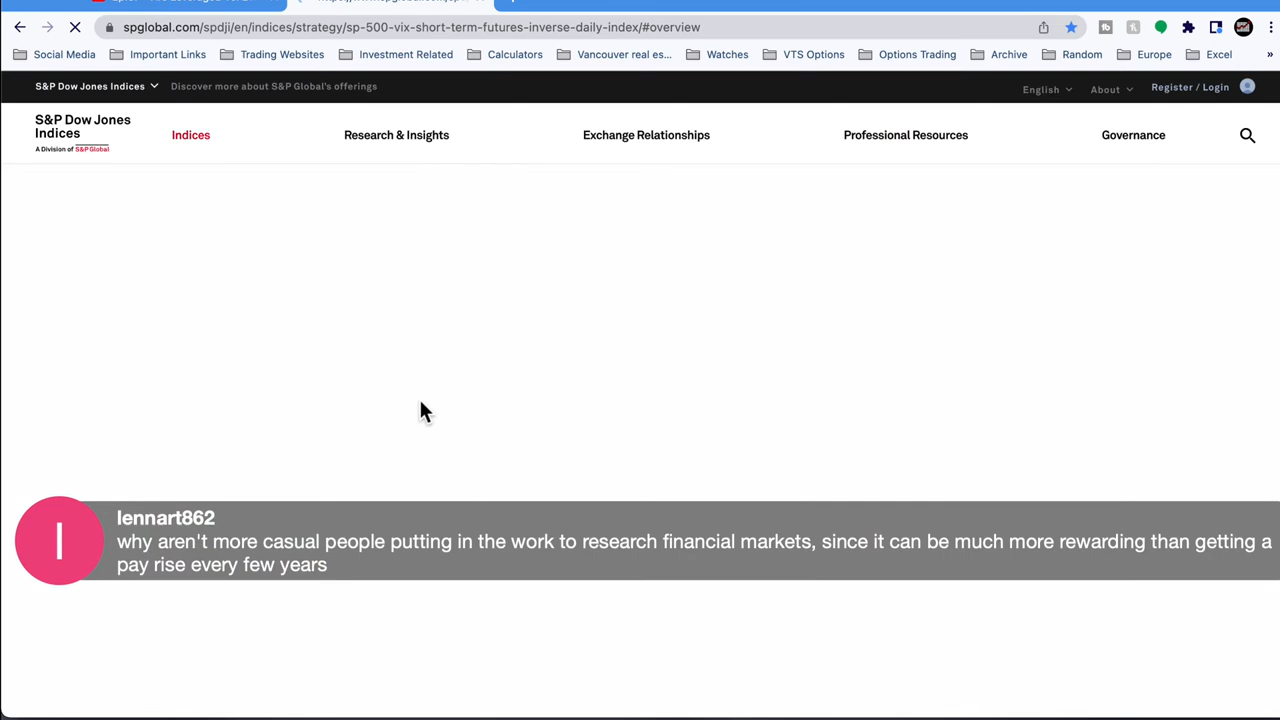 spglobal.com/spdji/en/indices/strategy/sp-500-vix-short-term-futures-inverse-daily-index/#overview
Social Media Important Links Trading Websites Investment Related Calculators Vancouver real es... Watches VTS Options Options Trading Archive Random Europe Excel »
S&P Dow Jones Indices Discover more about S&P Global's offerings English About Register / Login
S&P Dow Jones
Indices
A Division of S&P Global
Indices Research & Insights Exchange Relationships Professional Resources Governance
l
lennart862
why aren't more casual people putting in the work to research financial markets, since it can be much more rewarding than getting a
pay rise every few years